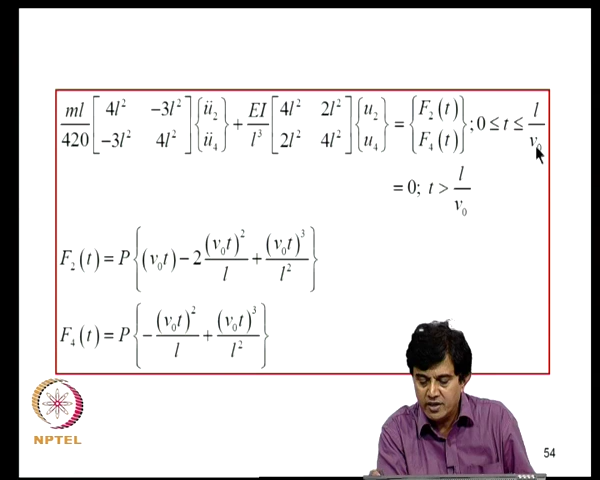 ml/420 [4l² −3l²; −3l² 4l²] {ü₂; ü₄} + EI/l³ [4l² 2l²; 2l² 4l²] {u₂; u₄} = {F₂(t); F₄(t)}; 0 ≤ t ≤ l/v₀
= 0; t > l/v₀
F₂(t) = P{(v₀t) − 2(v₀t)²/l + (v₀t)³/l²}
F₄(t) = P{−(v₀t)²/l + (v₀t)³/l²}
NPTEL
54